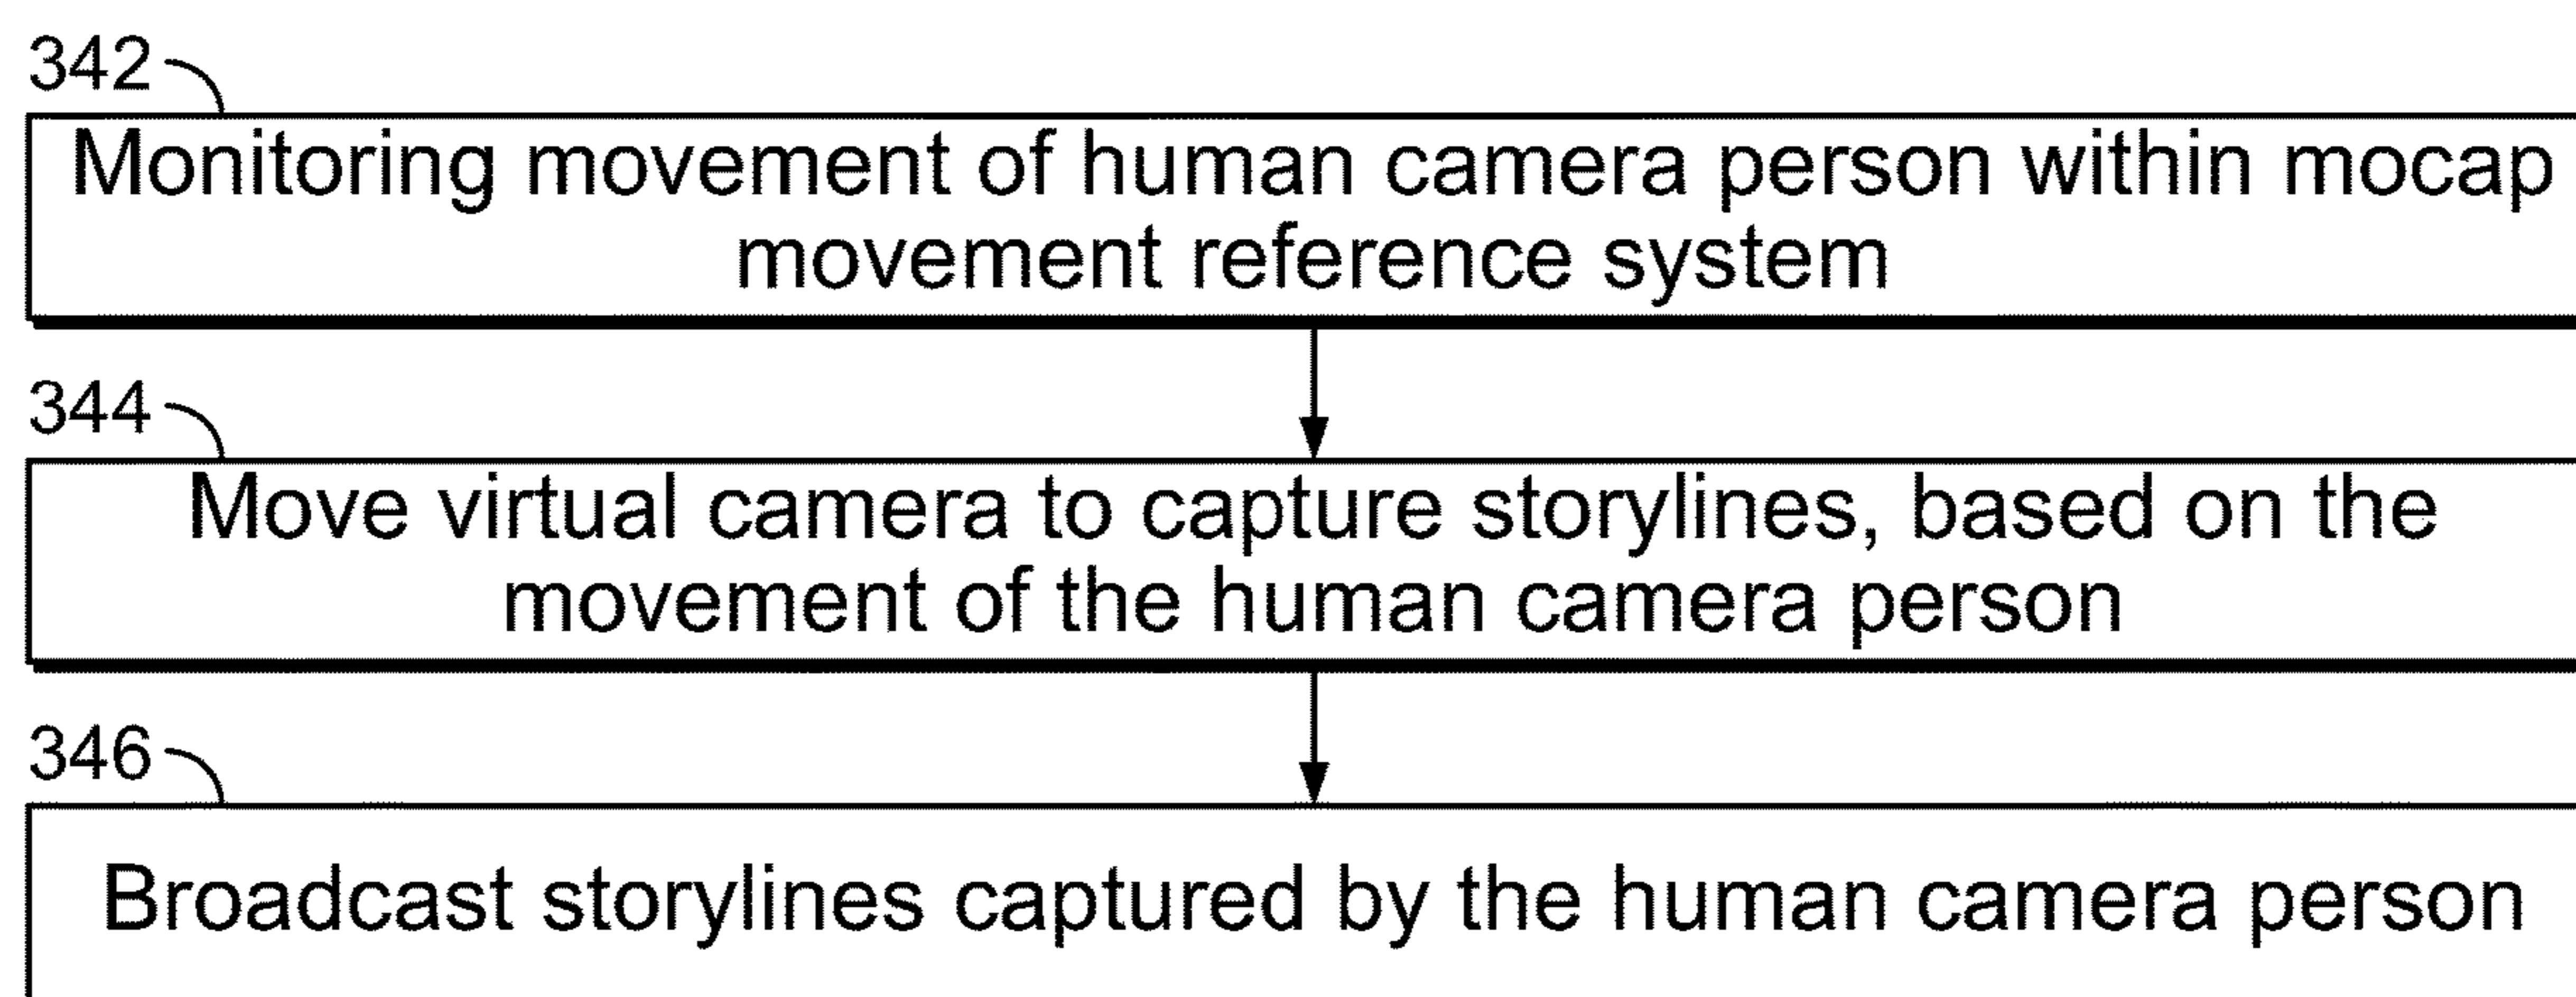 342
Monitoring movement of human camera person within mocap
movement reference system
344
Move virtual camera to capture storylines, based on the
movement of the human camera person
346
Broadcast storylines captured by the human camera person